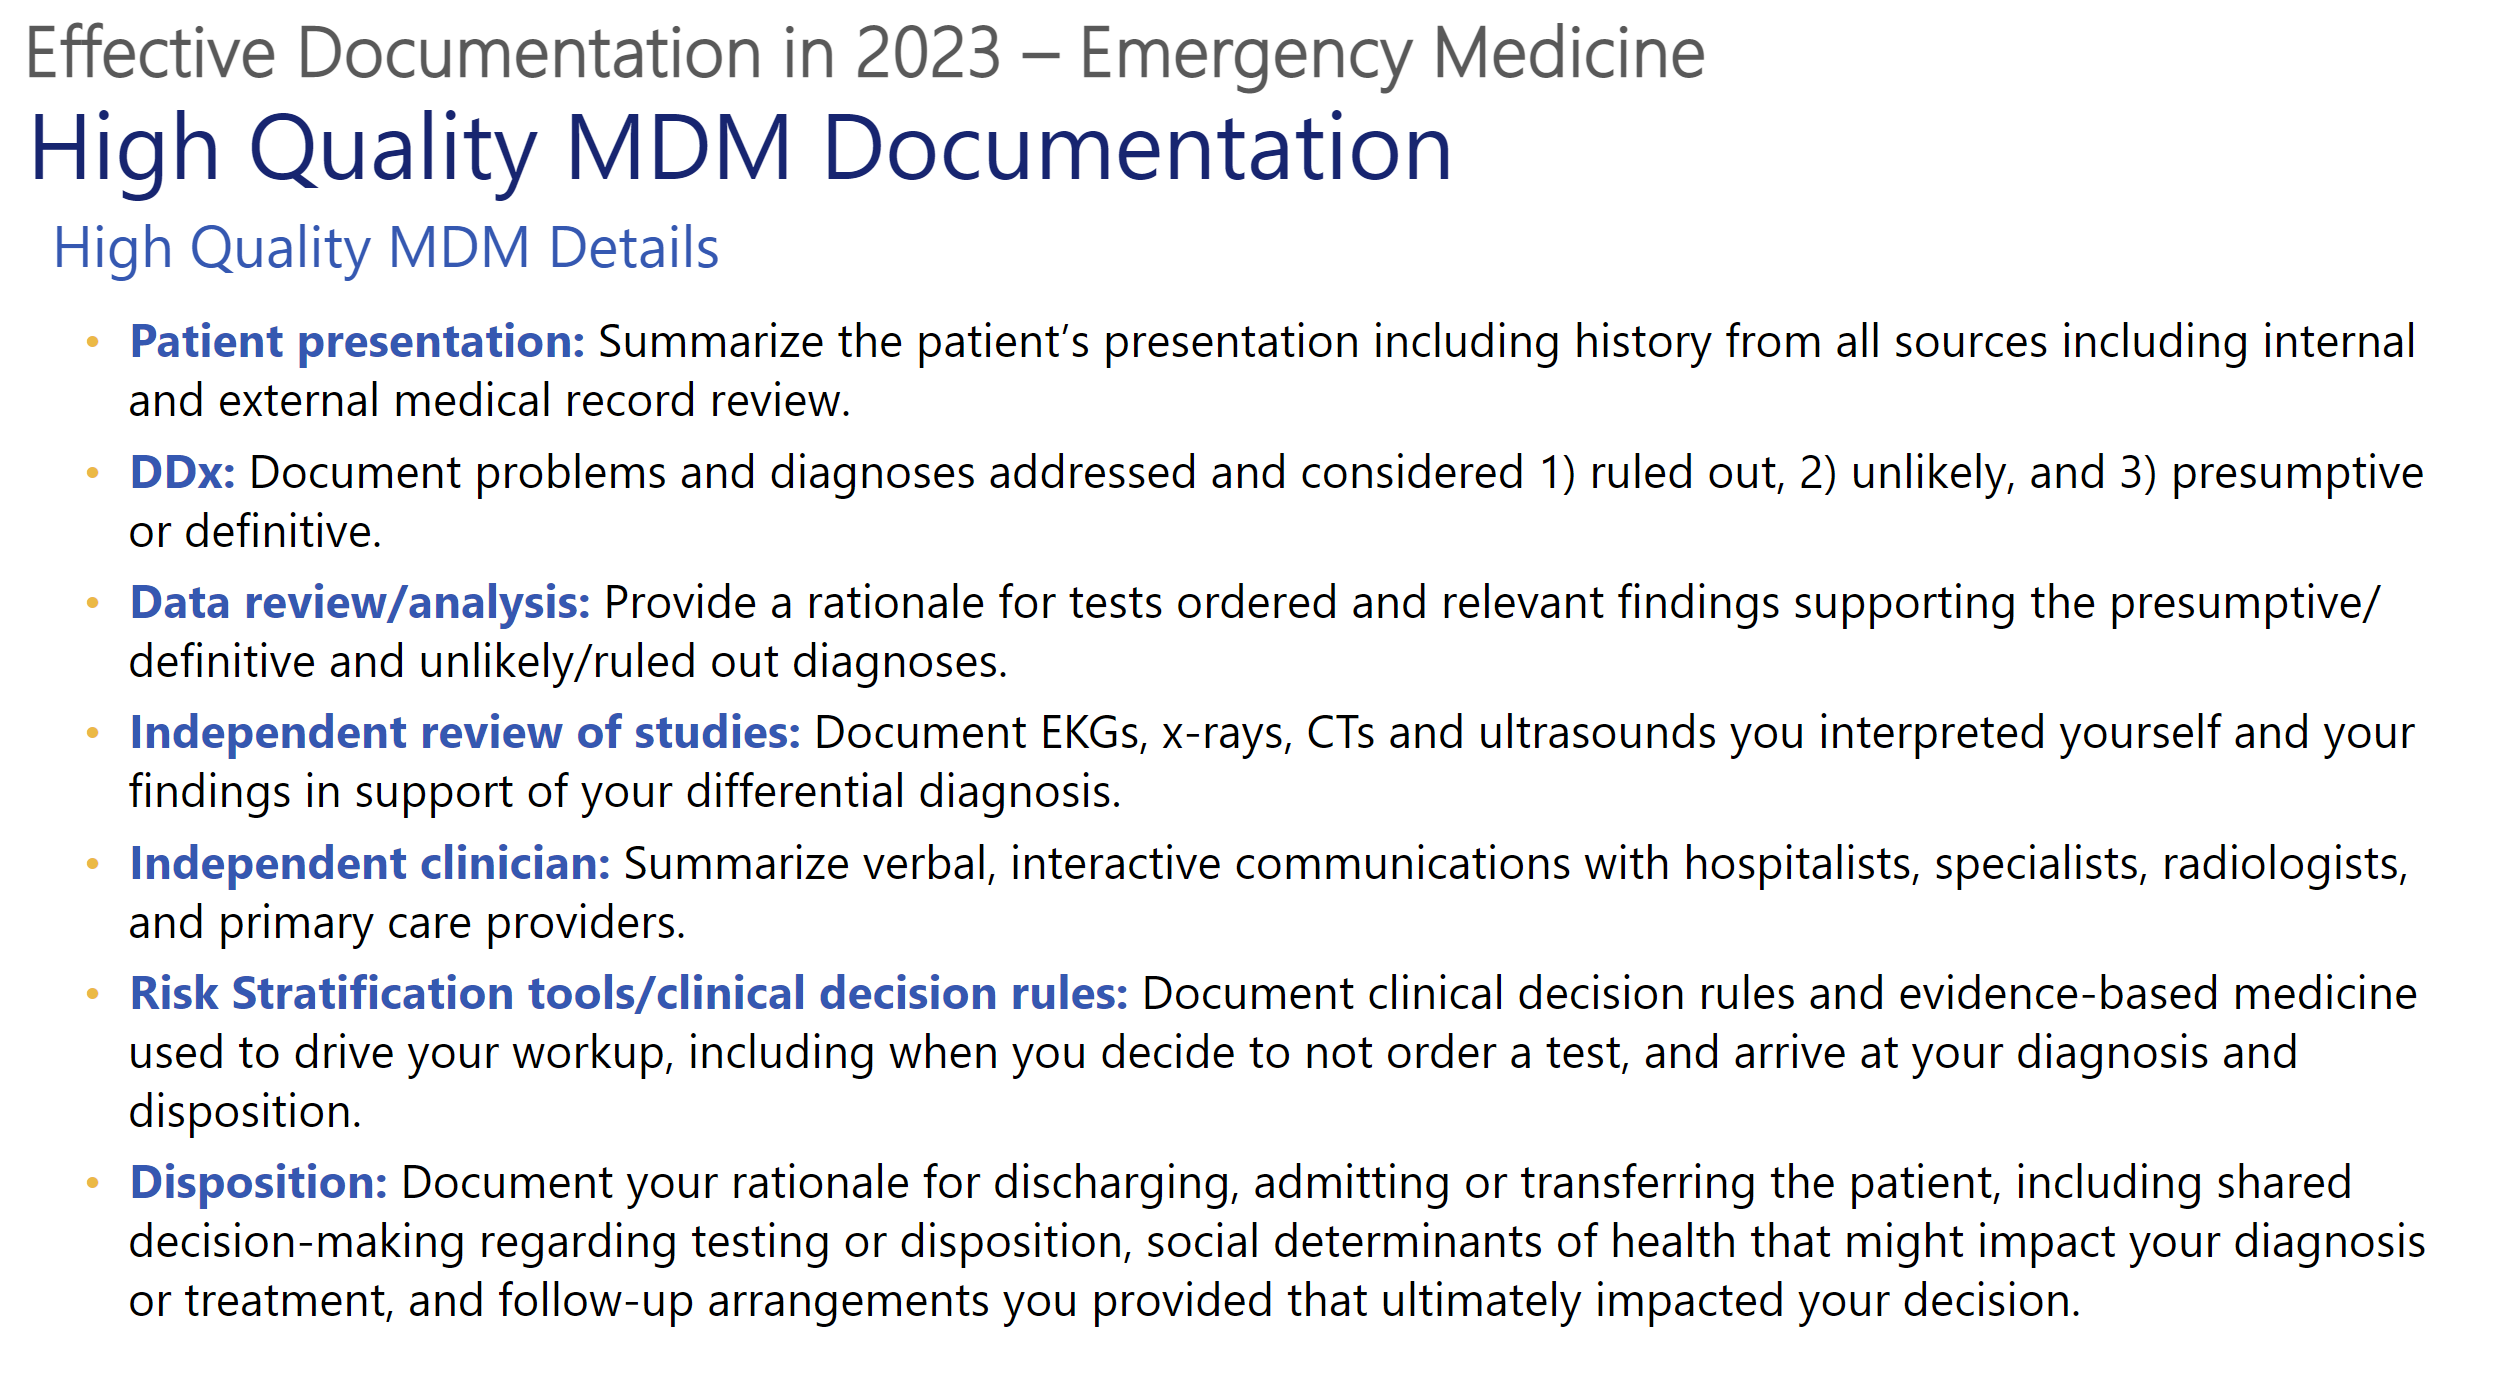 Effective Documentation in 2023 – Emergency Medicine
High Quality MDM Documentation
High Quality MDM Details
• Patient presentation: Summarize the patient’s presentation including history from all sources including internal
and external medical record review.
• DDx: Document problems and diagnoses addressed and considered 1) ruled out, 2) unlikely, and 3) presumptive
or definitive.
• Data review/analysis: Provide a rationale for tests ordered and relevant findings supporting the presumptive/
definitive and unlikely/ruled out diagnoses.
• Independent review of studies: Document EKGs, x-rays, CTs and ultrasounds you interpreted yourself and your
findings in support of your differential diagnosis.
• Independent clinician: Summarize verbal, interactive communications with hospitalists, specialists, radiologists,
and primary care providers.
• Risk Stratification tools/clinical decision rules: Document clinical decision rules and evidence-based medicine
used to drive your workup, including when you decide to not order a test, and arrive at your diagnosis and
disposition.
• Disposition: Document your rationale for discharging, admitting or transferring the patient, including shared
decision-making regarding testing or disposition, social determinants of health that might impact your diagnosis
or treatment, and follow-up arrangements you provided that ultimately impacted your decision.